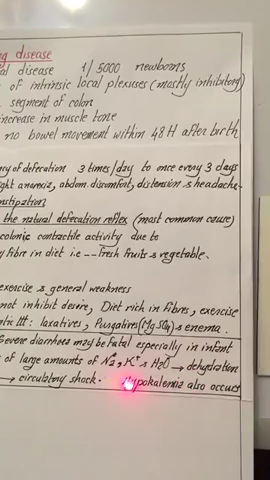 ng disease
al disease 1/5000 newborns
of intrinsic local plexuses (mostly inhibitory)
segment of colon
increase in muscle tone
no bowel movement within 48 H after birth
ncy of defecation 3 times/day to once every 3 days
ght anorexia, abdom. discomfort, distension & headache
nstipation
the natural defecation reflex (most common cause)
colonic contractile activity due to
y fibre in diet i.e -- fresh fruits & vegetable.
exercise & general weakness
not inhibit desire, Diet rich in Fibres, exercise
tic ttt: laxatives, Purgatives (MgSO4) & enema.
Severe diarrhoea may be Fatal especially in infant
of large amounts of Na+, K+ & H2O → dehydration
→ circulatory shock. Hypokalemia also occurs